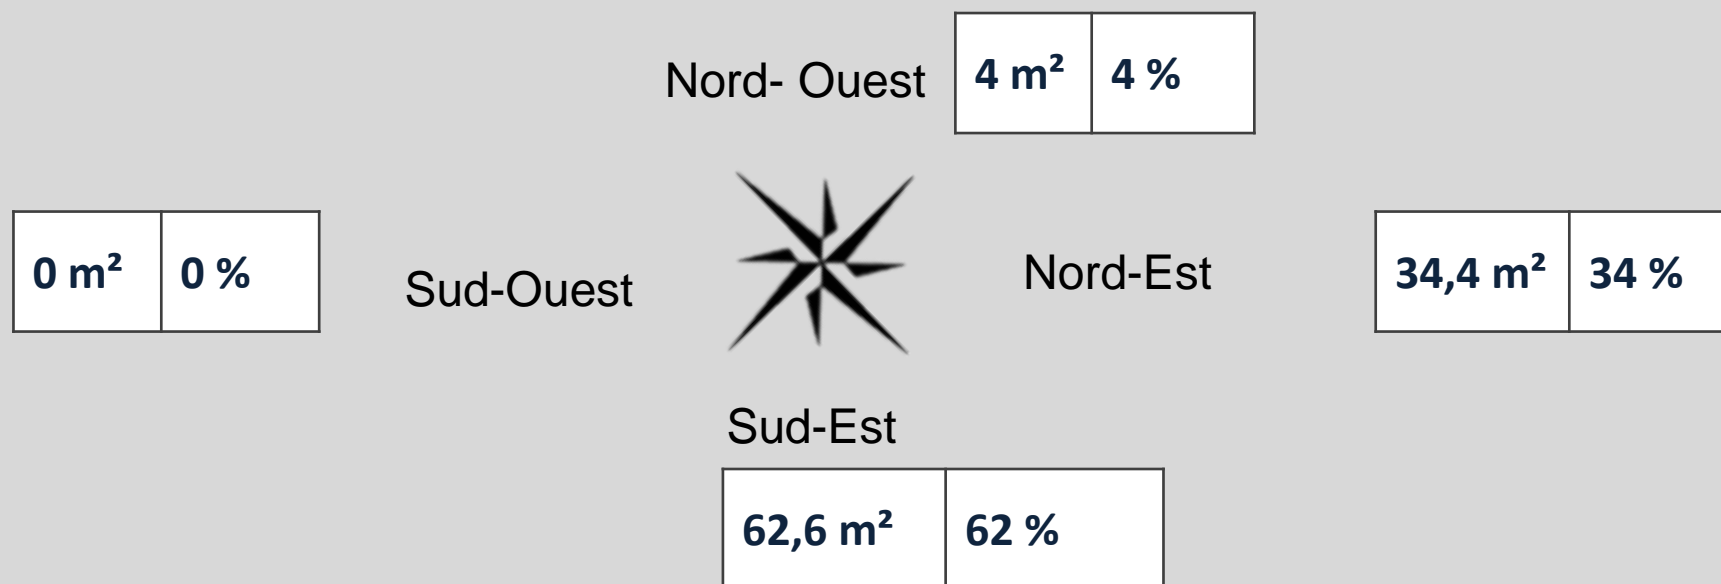 Nord- Ouest
4 m² 4 %
0 m² 0 %
Sud-Ouest
Nord-Est
34,4 m² 34 %
Sud-Est
62,6 m² 62 %